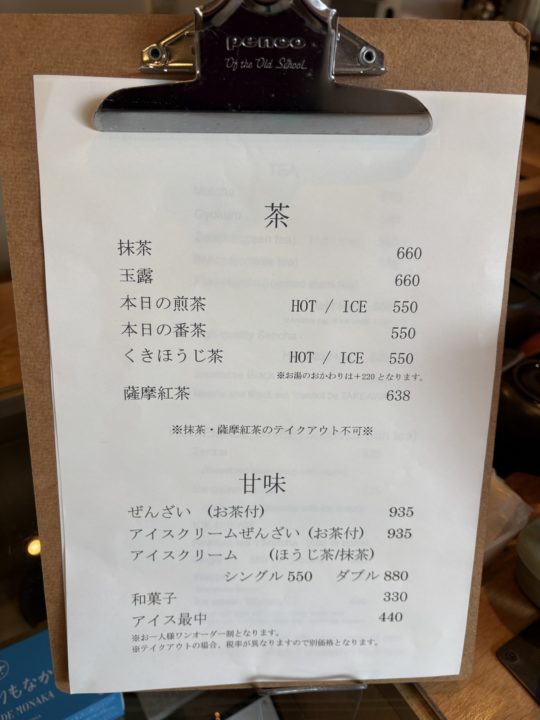 penco
Of the Old School
茶
抹茶 660
玉露 660
本日の煎茶 HOT / ICE 550
本日の番茶 550
くきほうじ茶 HOT / ICE 550
※お湯のおかわりは＋220となります。
薩摩紅茶 638
※抹茶・薩摩紅茶のテイクアウト不可※
甘味
ぜんざい (お茶付) 935
アイスクリームぜんざい (お茶付) 935
アイスクリーム (ほうじ茶/抹茶)
シングル 550 ダブル 880
和菓子 330
アイス最中 440
※お一人様ワンオーダー制となります。
※テイクアウトの場合、税率が異なりますので別価格となります。
もなか
DE MONAKA